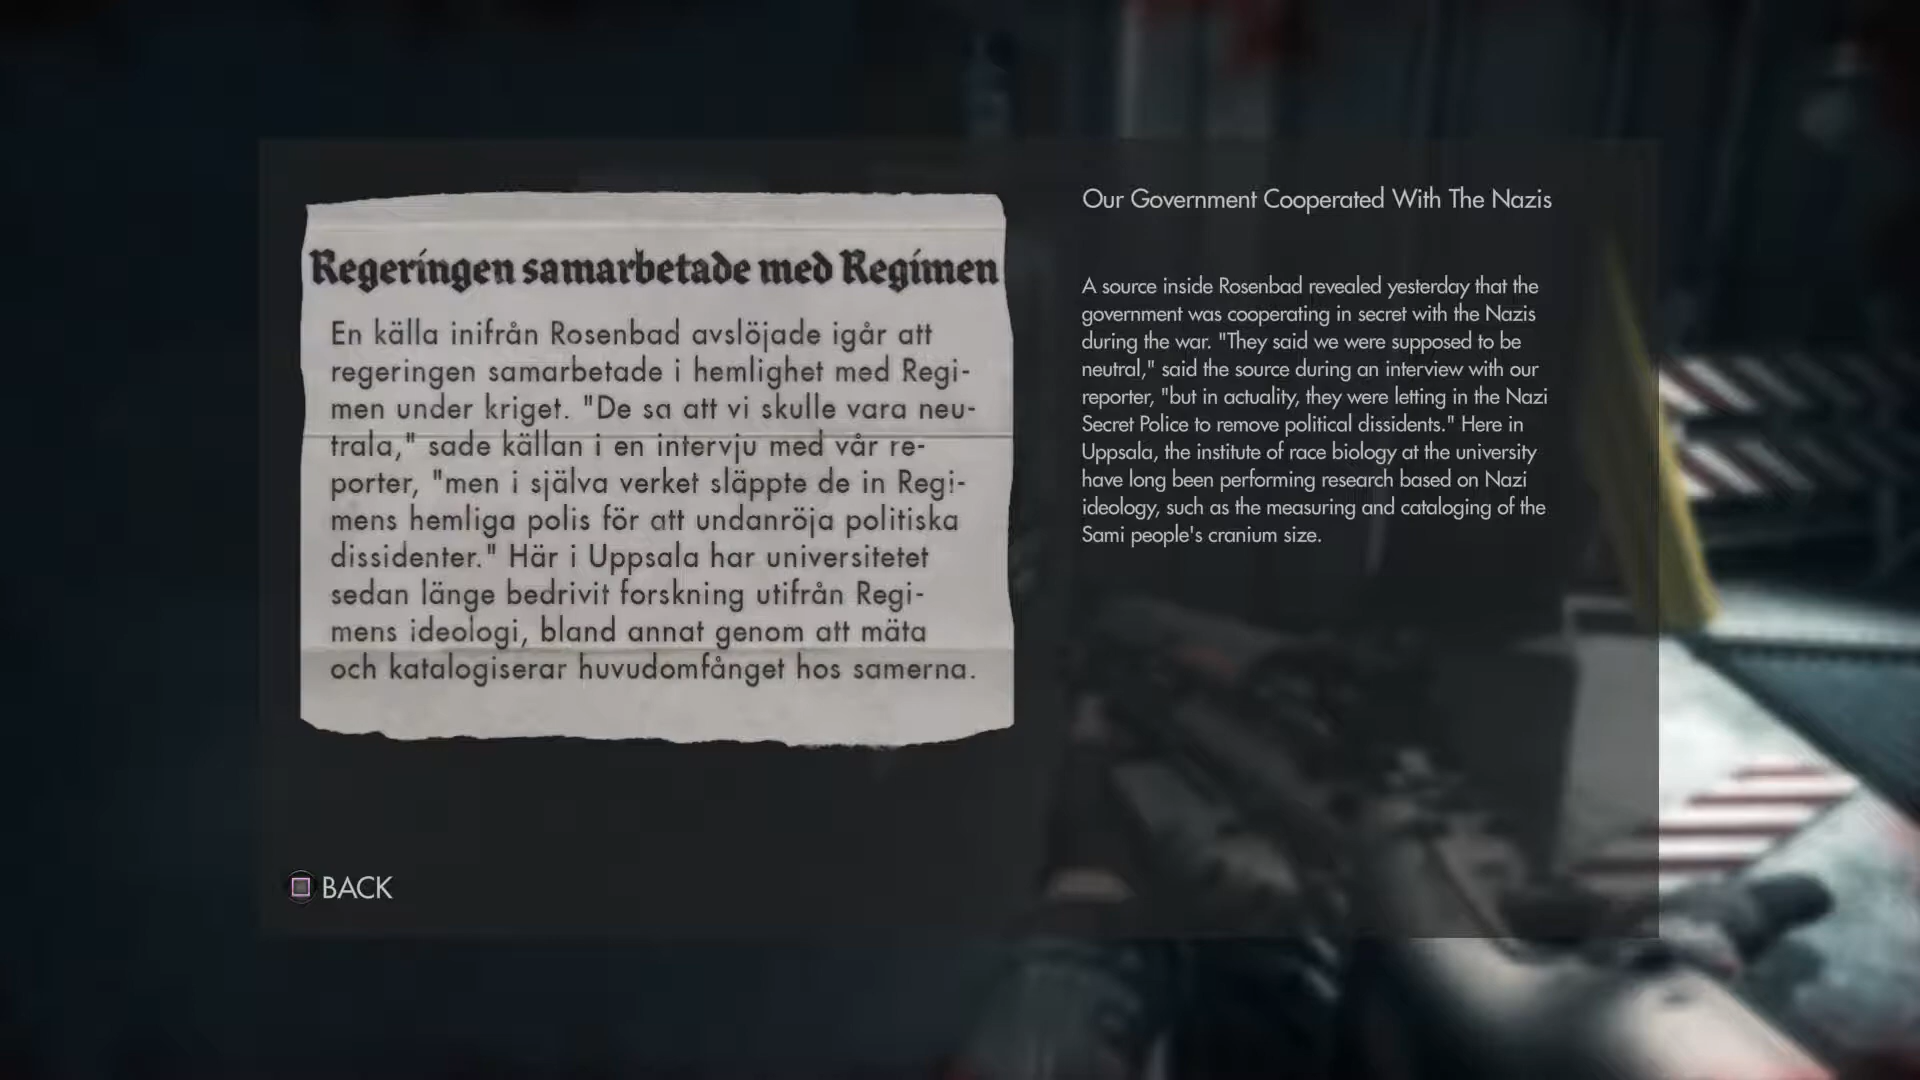 Regeringen samarbetade med Regimen
En källa inifrån Rosenbad avslöjade igår att
regeringen samarbetade i hemlighet med Regi-
men under kriget. "De sa att vi skulle vara neu-
trala," sade källan i en intervju med vår re-
porter, "men i själva verket släppte de in Regi-
mens hemliga polis för att undanröja politiska
dissidenter." Här i Uppsala har universitetet
sedan länge bedrivit forskning utifrån Regi-
mens ideologi, bland annat genom att mäta
och katalogiserar huvudomfånget hos samerna.
Our Government Cooperated With The Nazis
A source inside Rosenbad revealed yesterday that the
government was cooperating in secret with the Nazis
during the war. "They said we were supposed to be
neutral," said the source during an interview with our
reporter, "but in actuality, they were letting in the Nazi
Secret Police to remove political dissidents." Here in
Uppsala, the institute of race biology at the university
have long been performing research based on Nazi
ideology, such as the measuring and cataloging of the
Sami people's cranium size.
BACK